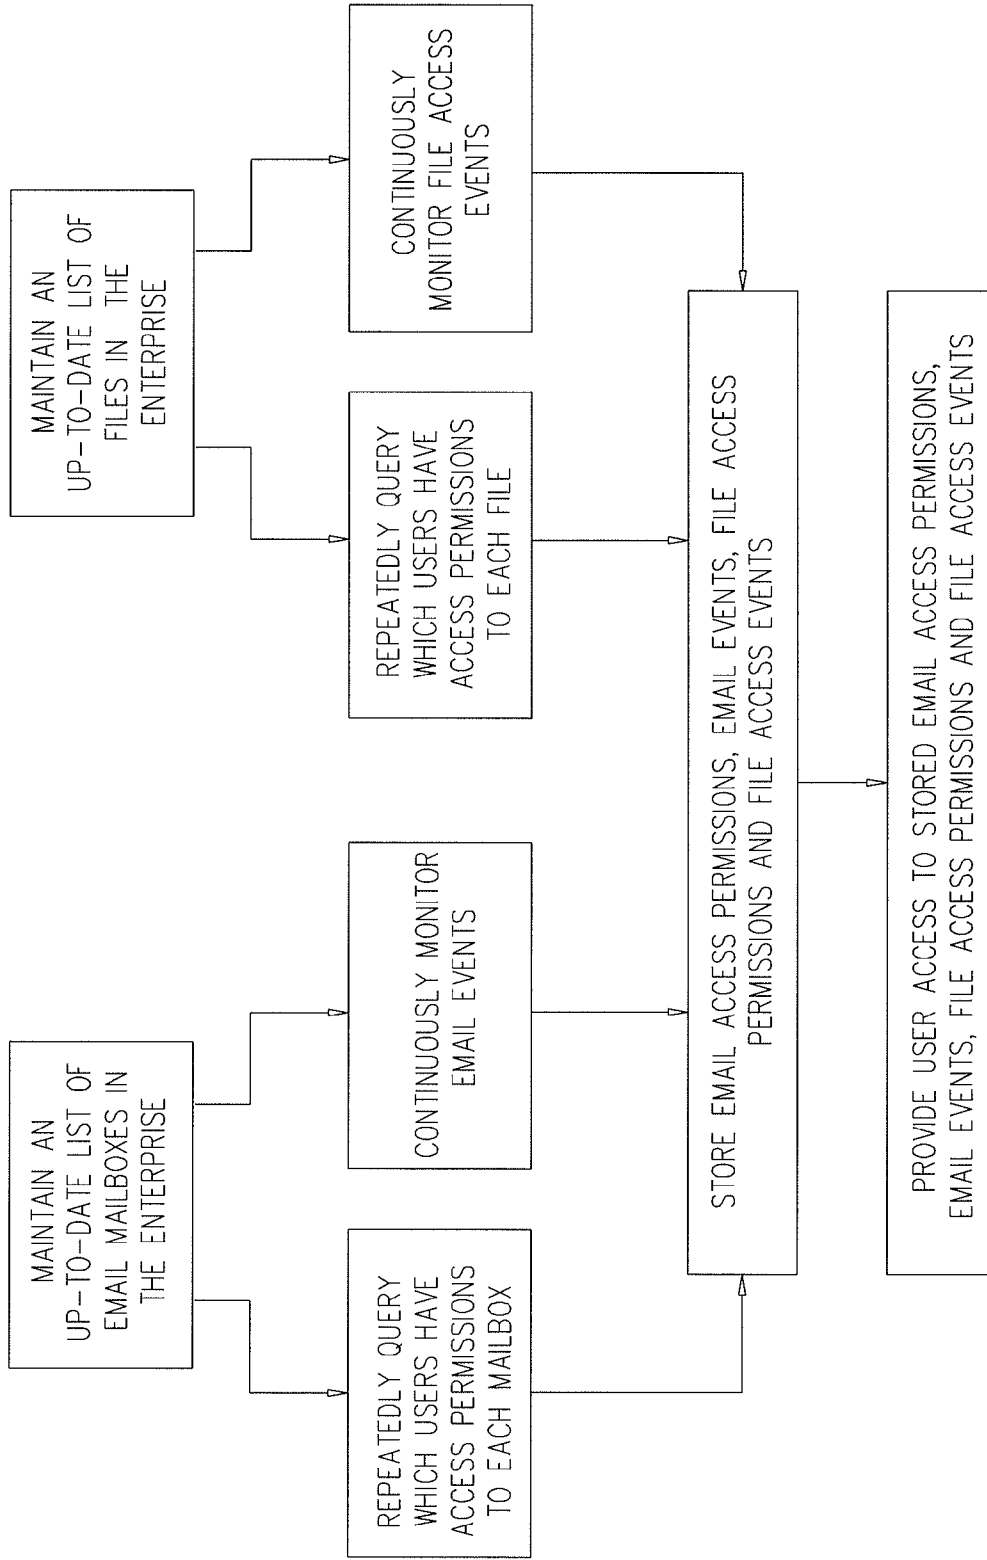 MAINTAIN AN
UP-TO-DATE LIST OF
EMAIL MAILBOXES IN
THE ENTERPRISE
MAINTAIN AN
UP-TO-DATE LIST OF
FILES IN THE
ENTERPRISE
REPEATEDLY QUERY
WHICH USERS HAVE
ACCESS PERMISSIONS
TO EACH MAILBOX
CONTINUOUSLY MONITOR
EMAIL EVENTS
REPEATEDLY QUERY
WHICH USERS HAVE
ACCESS PERMISSIONS
TO EACH FILE
CONTINUOUSLY
MONITOR FILE ACCESS
EVENTS
STORE EMAIL ACCESS PERMISSIONS, EMAIL EVENTS, FILE ACCESS
PERMISSIONS AND FILE ACCESS EVENTS
PROVIDE USER ACCESS TO STORED EMAIL ACCESS PERMISSIONS,
EMAIL EVENTS, FILE ACCESS PERMISSIONS AND FILE ACCESS EVENTS